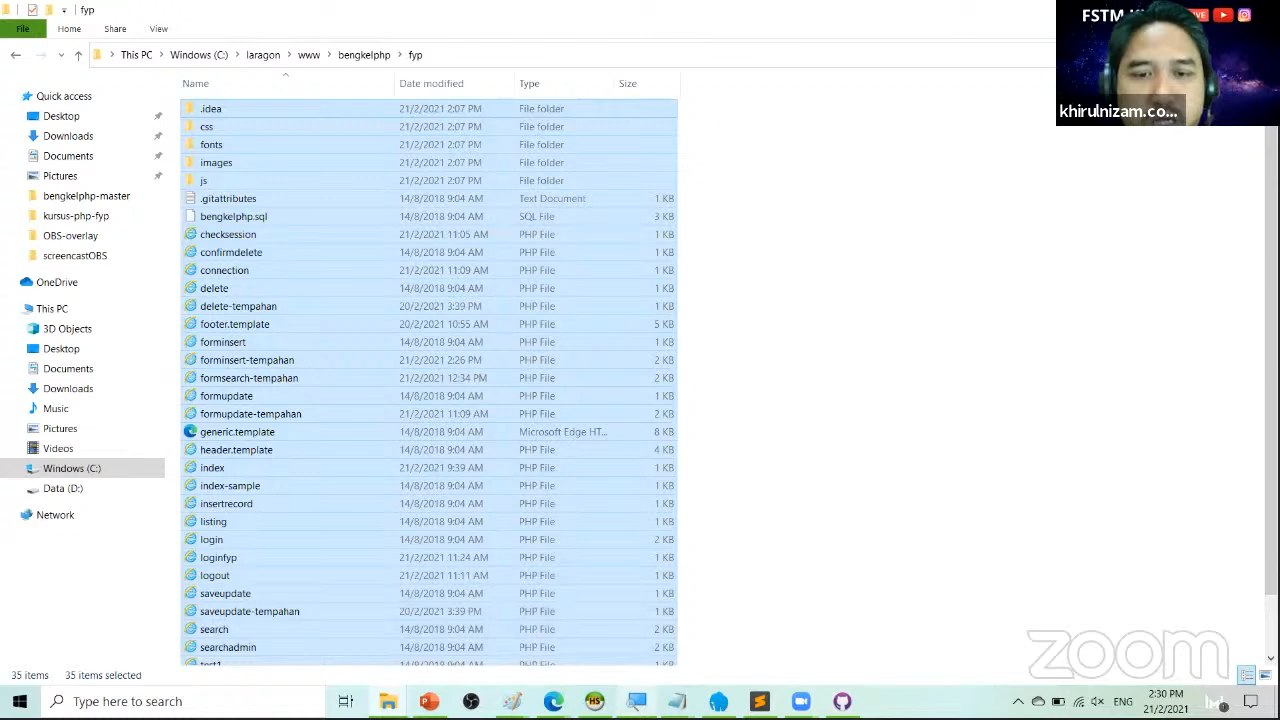 fyp
File Home Share View
This PC Windows (C:) laragon www bengkelphp fyp
Name Date modified Type Size
Quick access
Desktop
Downloads
Documents
Pictures
bengkelphp-master
kursus-php-fyp
OBS-overlay
screencastOBS
OneDrive
This PC
3D Objects
Desktop
Documents
Downloads
Music
Pictures
Videos
Windows (C:)
Data (D:)
Network
.idea 21/2/2021 2:07 PM File folder
css 21/2/2021 2:07 PM File folder
fonts 21/2/2021 2:07 PM File folder
images 21/2/2021 2:07 PM File folder
js 21/2/2021 2:07 PM File folder
.gitattributes 14/8/2018 9:04 AM Text Document 1 KB
bengkelphp.sql 14/8/2018 9:04 AM SQL File 3 KB
checksession 21/2/2021 11:05 AM PHP File 1 KB
confirmdelete 14/8/2018 9:04 AM PHP File 1 KB
connection 21/2/2021 11:09 AM PHP File 1 KB
delete 14/8/2018 9:04 AM PHP File 1 KB
delete-tempahan 20/2/2021 3:39 PM PHP File 1 KB
footer.template 20/2/2021 10:55 AM PHP File 5 KB
forminsert 14/8/2018 9:04 AM PHP File 1 KB
forminsert-tempahan 21/2/2021 2:26 PM PHP File 2 KB
formsearch-tempahan 21/2/2021 12:34 PM PHP File 2 KB
formupdate 14/8/2018 9:04 AM PHP File 1 KB
formupdate-tempahan 21/2/2021 11:09 AM PHP File 2 KB
generic.template 14/8/2018 9:04 AM Microsoft Edge HT... 8 KB
header.template 14/8/2018 9:04 AM PHP File 4 KB
index 21/2/2021 9:39 AM PHP File 1 KB
index-sample 14/8/2018 9:04 AM PHP File 1 KB
insertrecord 14/8/2018 9:04 AM PHP File 1 KB
listing 14/8/2018 9:04 AM PHP File 1 KB
login 14/8/2018 9:04 AM PHP File 2 KB
loginfyp 21/2/2021 11:24 AM PHP File 1 KB
logout 21/2/2021 11:11 AM PHP File 1 KB
saveupdate 14/8/2018 9:04 AM PHP File 1 KB
saveupdate-tempahan 20/2/2021 3:39 PM PHP File 1 KB
search 14/8/2018 9:04 AM PHP File 2 KB
searchadmin 14/8/2018 9:04 AM PHP File 1 KB
test1 14/8/2018 9:04 AM PHP File 1 KB
35 items 35 items selected
FSTM
khirulnizam.co...
zoom
Type here to search
HS
ENG
2:30 PM
21/2/2021